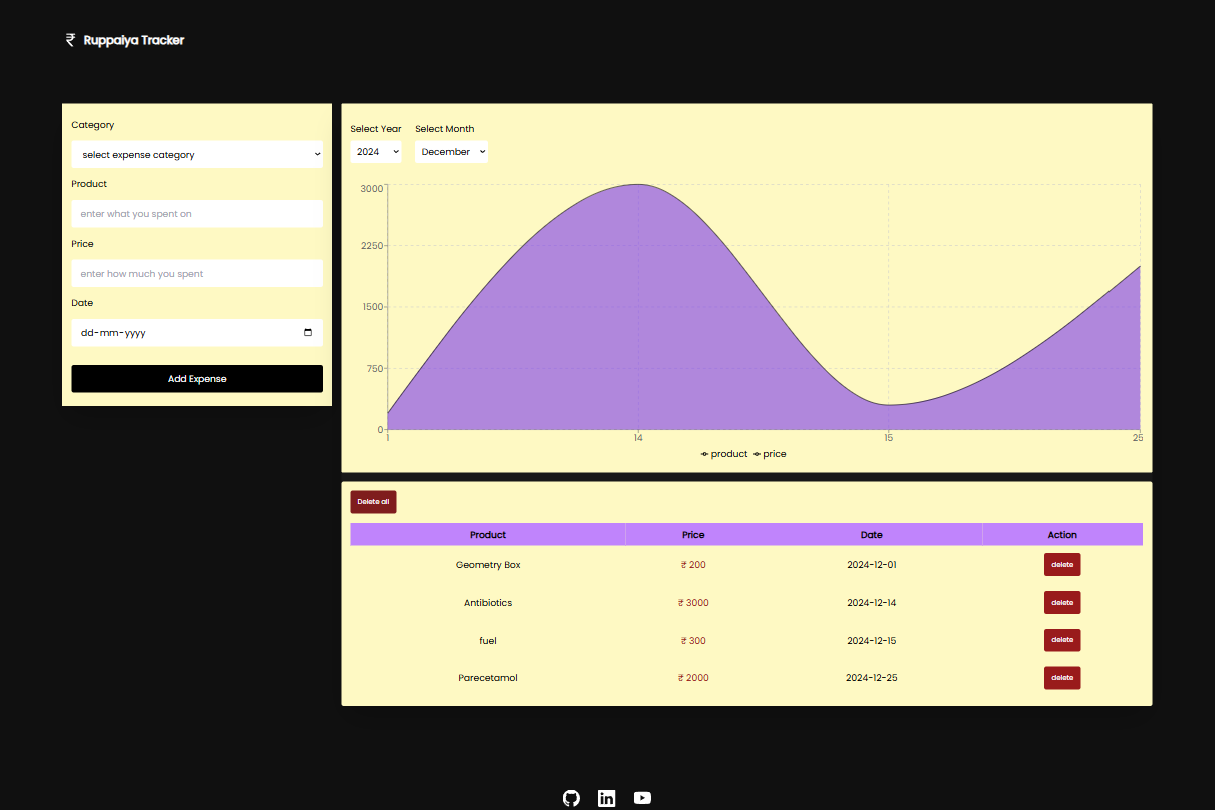 ₹ Ruppaiya Tracker
Category
select expense category
Product
enter what you spent on
Price
enter how much you spent
Date
dd-mm-yyyy
Add Expense
Select Year Select Month
2024 December
3000
2250
1500
750
0
1 14 15 25
product price
Delete all
Product Price Date Action
Geometry Box ₹ 200 2024-12-01 delete
Antibiotics ₹ 3000 2024-12-14 delete
fuel ₹ 300 2024-12-15 delete
Parecetamol ₹ 2000 2024-12-25 delete
in